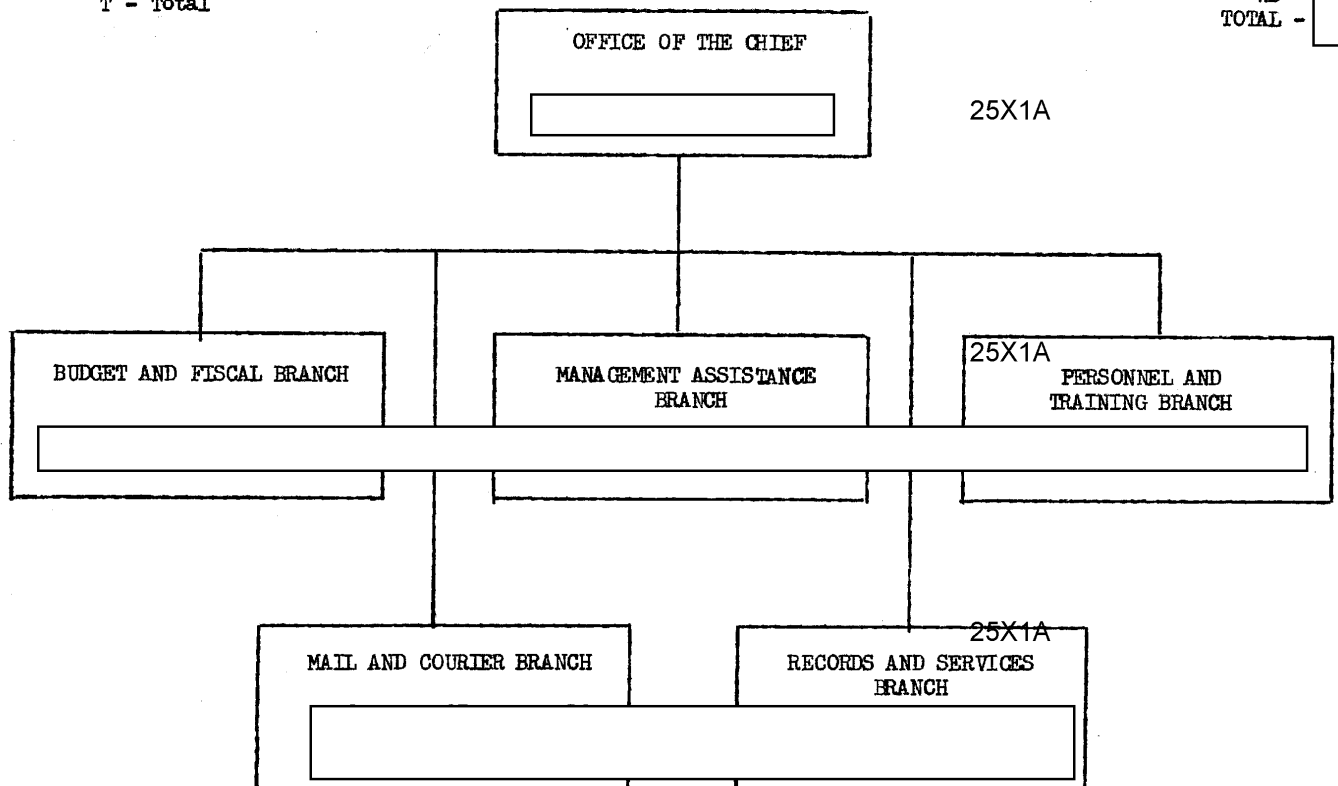 T - Total
TOTAL -
OFFICE OF THE CHIEF
25X1A
BUDGET AND FISCAL BRANCH
MANAGEMENT ASSISTANCE
BRANCH
25X1A
PERSONNEL AND
TRAINING BRANCH
MAIL AND COURIER BRANCH
25X1A
RECORDS AND SERVICES
BRANCH